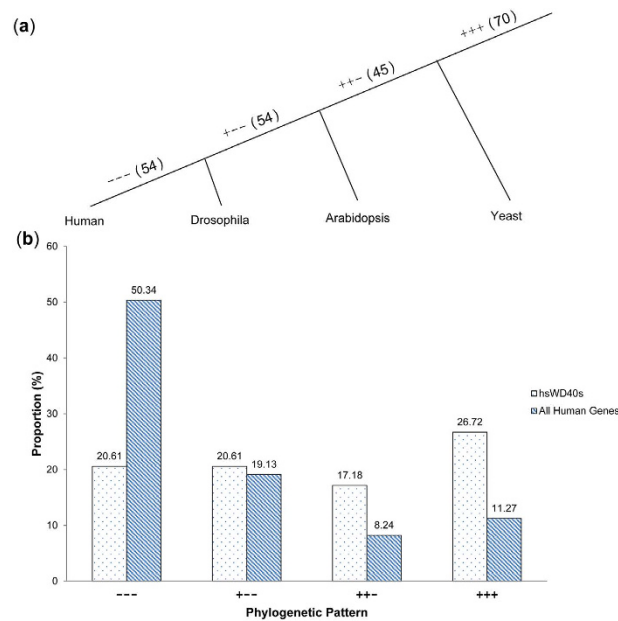 (a)
+++ (70)
++- (45)
+-- (54)
--- (54)
Human
Drosophila
Arabidopsis
Yeast
(b)
60
50
40
30
20
10
0
Proportion (%)
20.61
50.34
20.61
19.13
17.18
8.24
26.72
11.27
hsWD40s
All Human Genes
---
+--
++-
+++
Phylogenetic Pattern